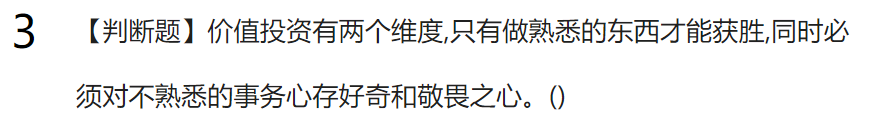 3 【判断题】价值投资有两个维度,只有做熟悉的东西才能获胜,同时必
须对不熟悉的事务心存好奇和敬畏之心。()